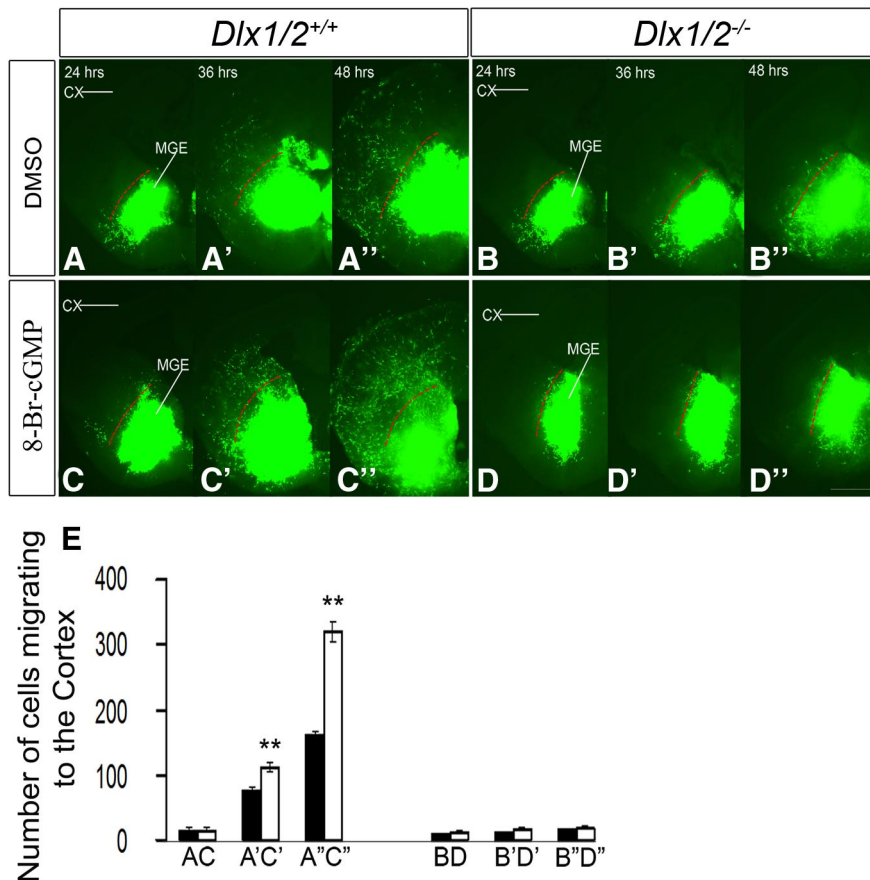 Dlx1/2+/+
Dlx1/2-/-
DMSO
24 hrs
36 hrs
48 hrs
24 hrs
36 hrs
48 hrs
CX
CX
MGE
MGE
A
A’
A’’
B
B’
B’’
8-Br-cGMP
CX
CX
MGE
MGE
C
C’
C’’
D
D’
D’’
E
Number of cells migrating
to the Cortex
400
300
200
100
0
**
**
AC
A’C’
A”C”
BD
B’D’
B”D”